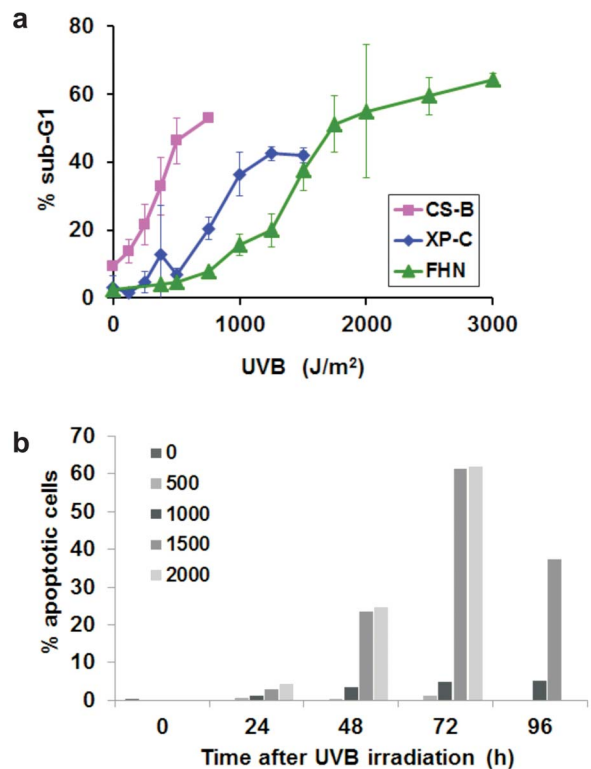 a
% sub-G1
80
60
40
20
0
CS-B
XP-C
FHN
0 1000 2000 3000
UVB (J/m²)
b
% apoptotic cells
70
60
50
40
30
20
10
0
0
500
1000
1500
2000
0 24 48 72 96
Time after UVB irradiation (h)